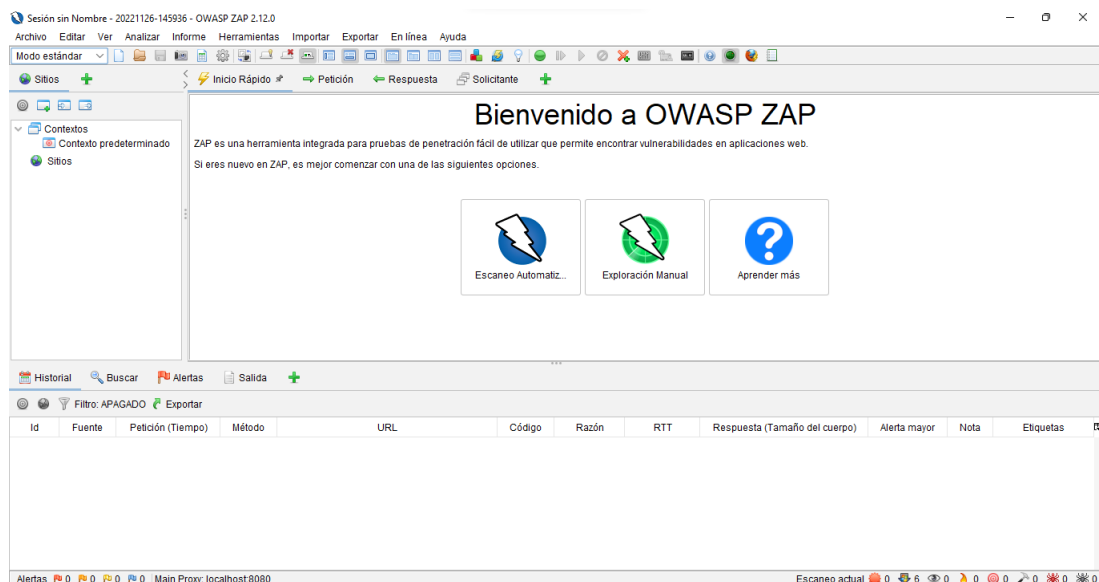 Sesión sin Nombre - 20221126-145936 - OWASP ZAP 2.12.0
Archivo Editar Ver Analizar Informe Herramientas Importar Exportar En línea Ayuda
Modo estándar
Sitios
Inicio Rápido Petición Respuesta Solicitante
Contextos
Contexto predeterminado
Sitios
Bienvenido a OWASP ZAP
ZAP es una herramienta integrada para pruebas de penetración fácil de utilizar que permite encontrar vulnerabilidades en aplicaciones web.
Si eres nuevo en ZAP, es mejor comenzar con una de las siguientes opciones.
Escaneo Automatiz... Exploración Manual Aprender más
Historial Buscar Alertas Salida
Filtro: APAGADO Exportar
Id Fuente Petición (Tiempo) Método URL Código Razón RTT Respuesta (Tamaño del cuerpo) Alerta mayor Nota Etiquetas
Alertas 0 0 0 0 Main Proxy: localhost:8080 Escaneo actual 0 6 0 0 0 0 0 0